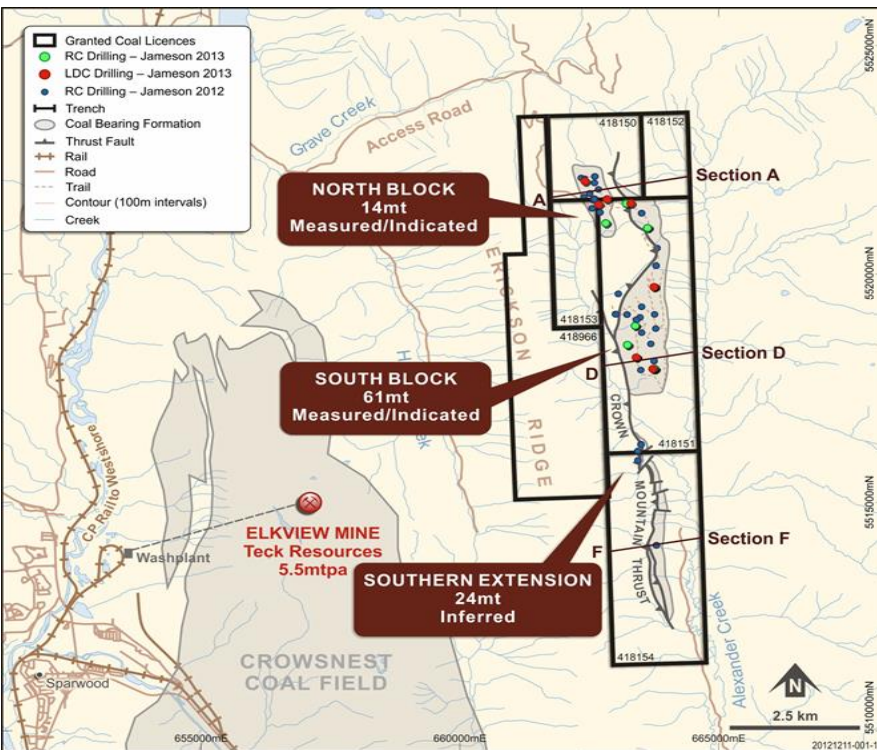 Granted Coal Licences
RC Drilling – Jameson 2013
LDC Drilling – Jameson 2013
RC Drilling – Jameson 2012
Trench
Coal Bearing Formation
Thrust Fault
Rail
Road
Trail
Contour (100m intervals)
Creek
5525000mN
Grave Creek
Access Road
418150
418152
Section A
A
NORTH BLOCK
14mt
Measured/Indicated
ERICKSON RIDGE
5520000mN
418153
418966
Section D
D
SOUTH BLOCK
61mt
Measured/Indicated
CROWN MOUNTAIN THRUST
418151
CP Rail to Westshore
Washplant
ELKVIEW MINE
Teck Resources
5.5mtpa
5515000mN
Section F
F
SOUTHERN EXTENSION
24mt
Inferred
418154
Alexander Creek
CROWSNEST
COAL FIELD
Sparwood
N
2.5 km
5510000mN
655000mE
660000mE
665000mE
20121211-001-1